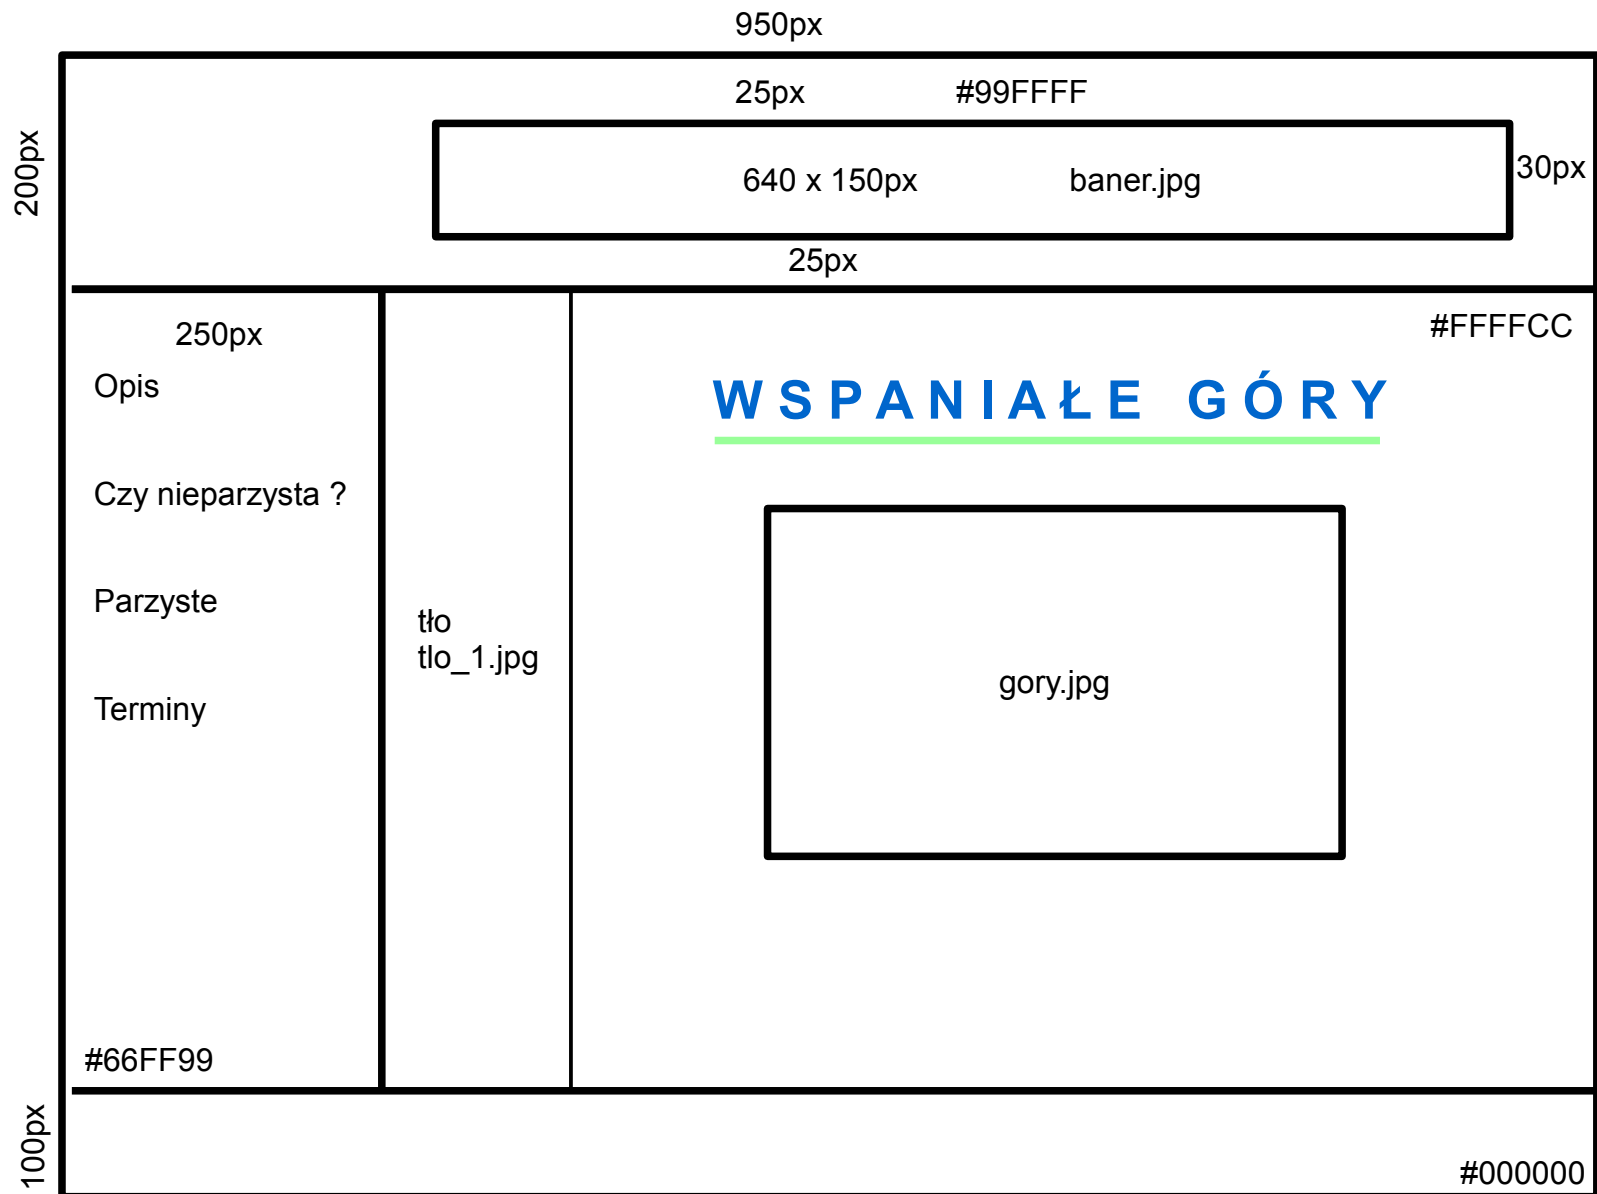 950px
25px #99FFFF
200px
640 x 150px baner.jpg
30px
25px
250px
#FFFFCC
Opis
WSPANIAŁE GÓRY
Czy nieparzysta ?
Parzyste
tło
tlo_1.jpg
gory.jpg
Terminy
#66FF99
100px
#000000